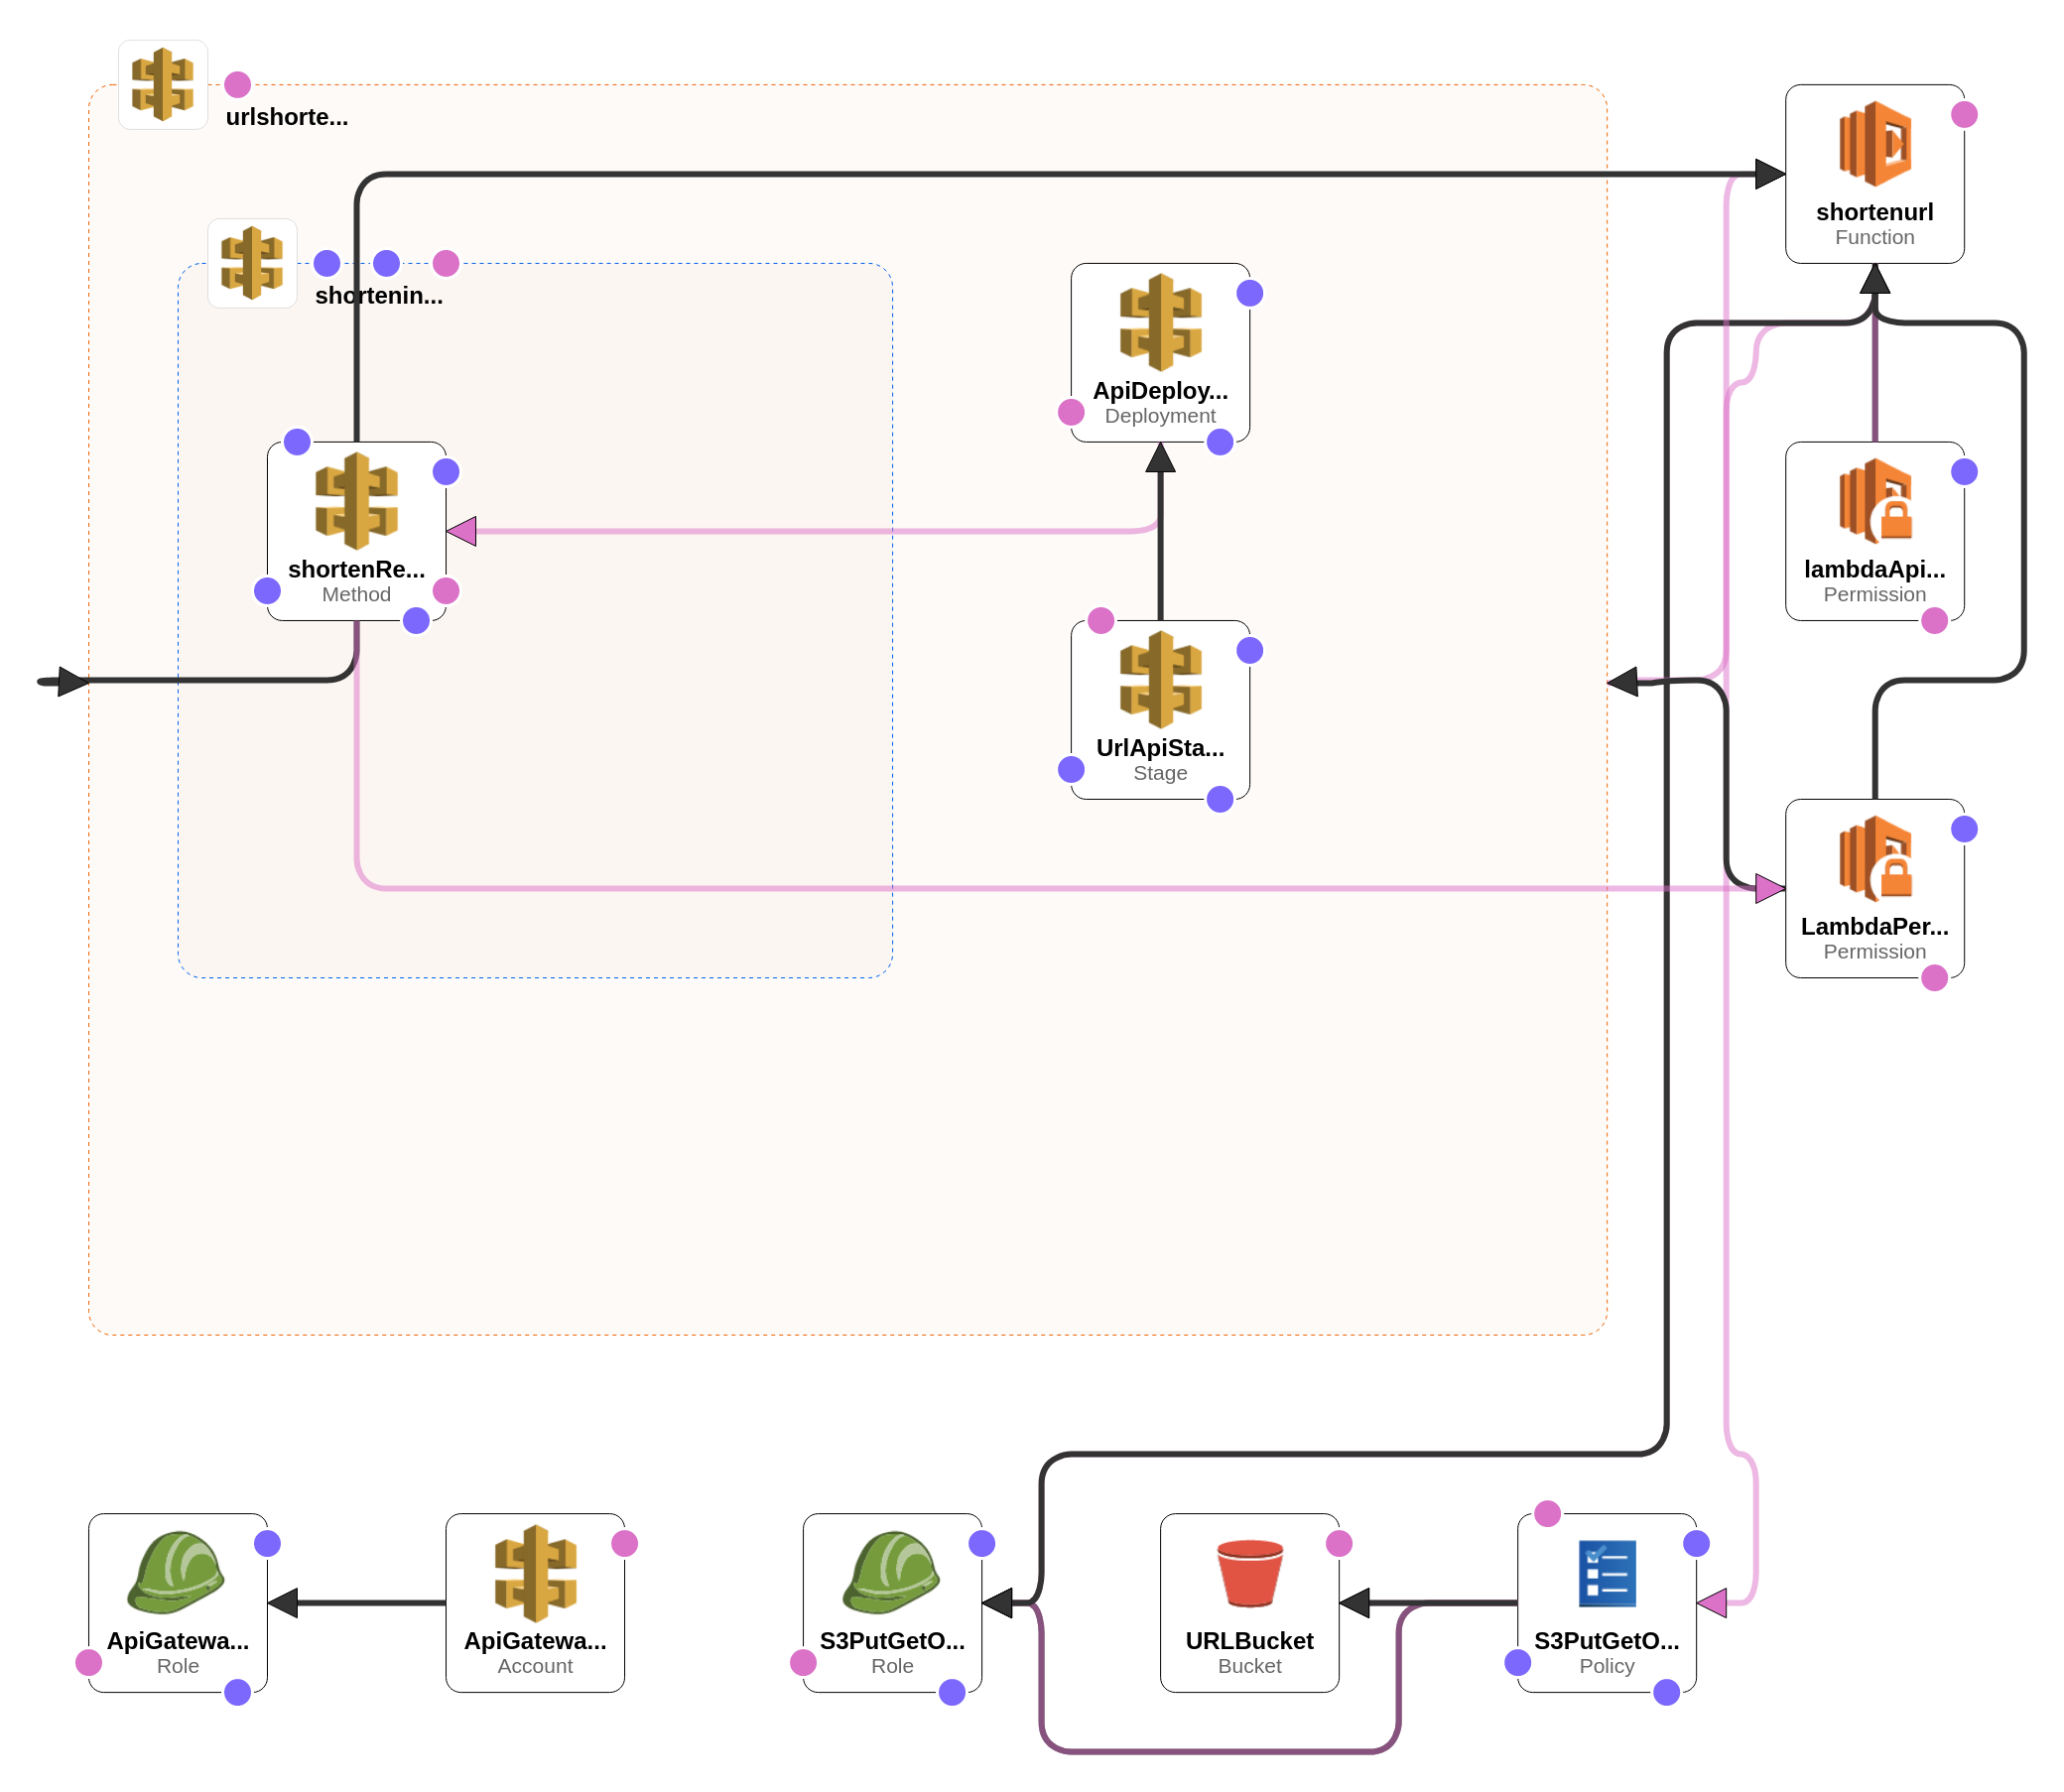 urlshorte...
shortenurl
Function
shortenin...
ApiDeploy...
Deployment
shortenRe...
Method
lambdaApi...
Permission
UrlApiSta...
Stage
LambdaPer...
Permission
ApiGatewa...
Role
ApiGatewa...
Account
S3PutGetO...
Role
URLBucket
Bucket
S3PutGetO...
Policy